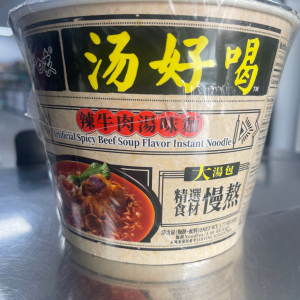 汤好喝
辣牛肉湯味
Artificial Spicy Beef Soup Flavor Instant Noodle
大湯包
精選
食材
慢熬